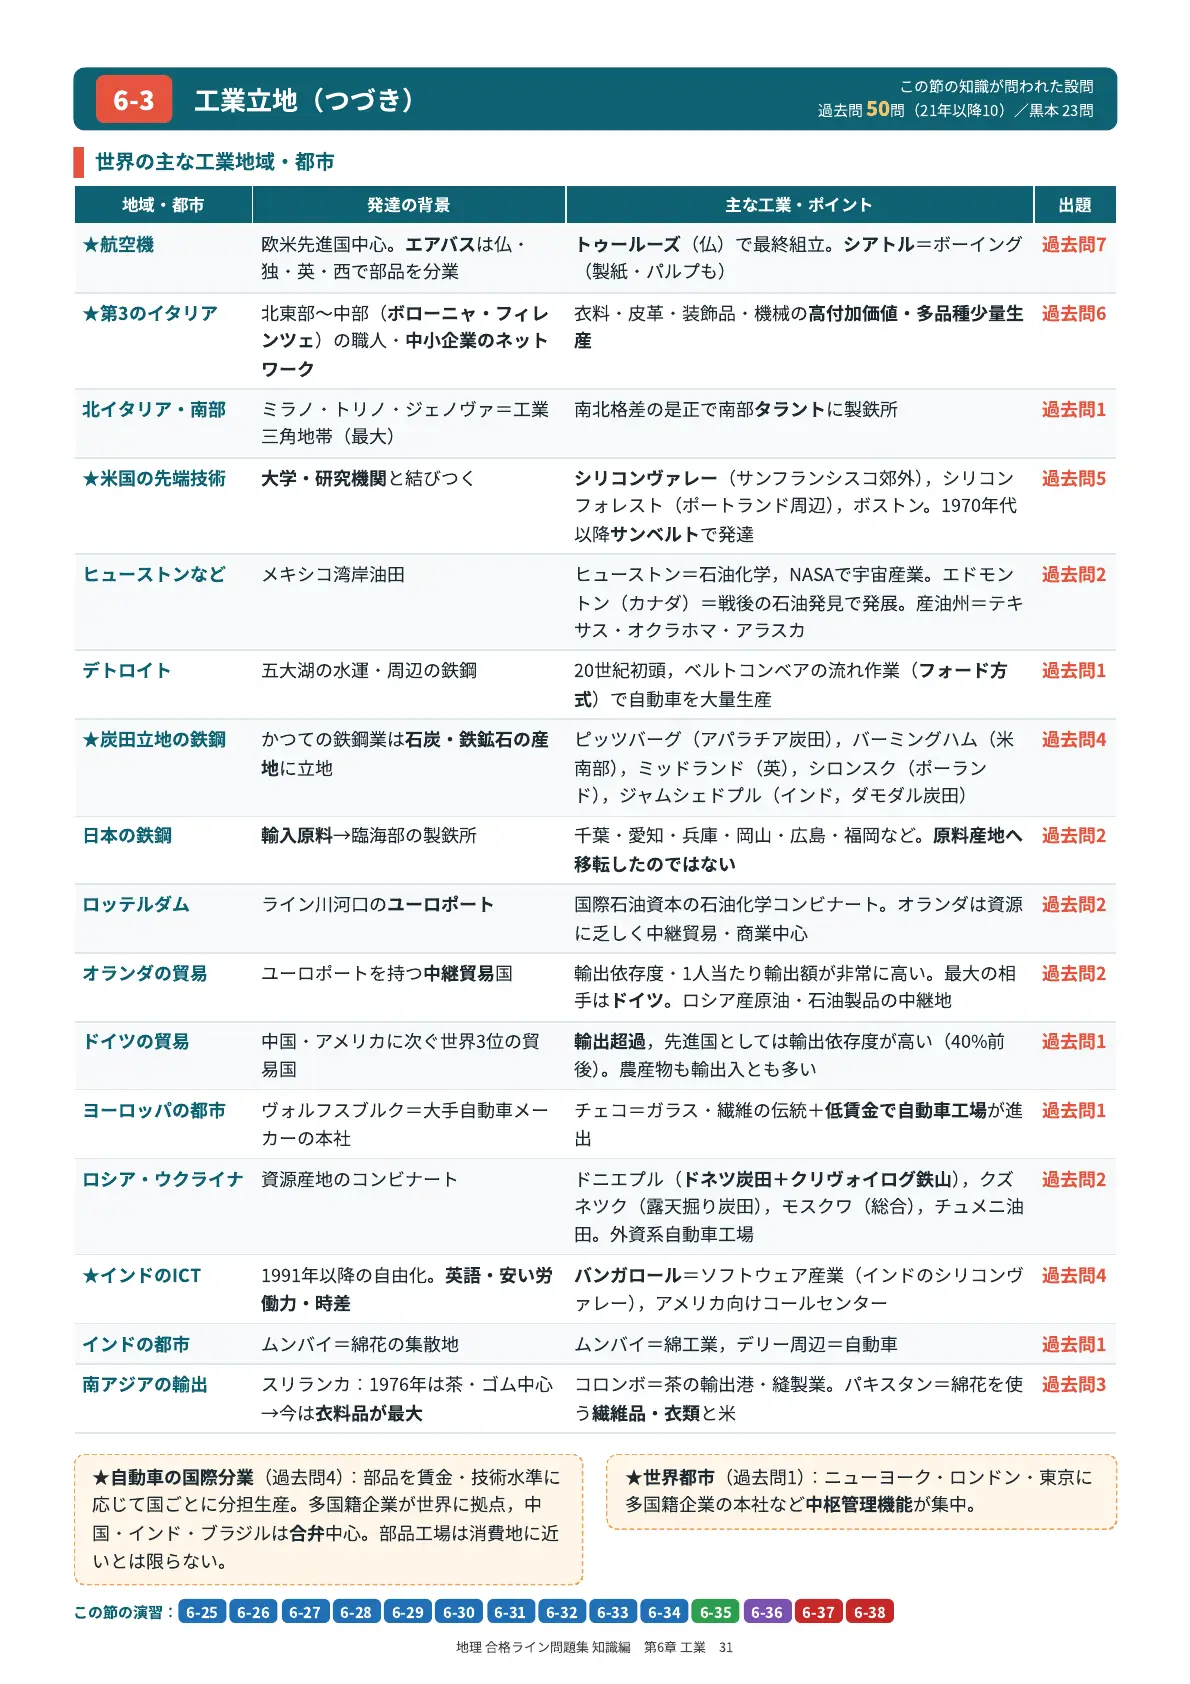 6-3 工業立地（つづき）
この節の知識が問われた設問
過去問 50問（21年以降10）／黒本 23問
世界の主な工業地域・都市
地域・都市 発達の背景 主な工業・ポイント 出題
★航空機 欧米先進国中心。エアバスは仏・ トゥールーズ（仏）で最終組立。シアトル＝ボーイング 過去問7
独・英・西で部品を分業 （製紙・パルプも）
★第3のイタリア 北東部～中部（ボローニャ・フィレ 衣料・皮革・装飾品・機械の高付加価値・多品種少量生 過去問6
ンツェ）の職人・中小企業のネット 産
ワーク
北イタリア・南部 ミラノ・トリノ・ジェノヴァ＝工業 南北格差の是正で南部タラントに製鉄所 過去問1
三角地帯（最大）
★米国の先端技術 大学・研究機関と結びつく シリコンヴァレー（サンフランシスコ郊外），シリコン 過去問5
フォレスト（ポートランド周辺），ボストン。1970年代
以降サンベルトで発達
ヒューストンなど メキシコ湾岸油田 ヒューストン＝石油化学，NASAで宇宙産業。エドモン 過去問2
トン（カナダ）＝戦後の石油発見で発展。産油州＝テキ
サス・オクラホマ・アラスカ
デトロイト 五大湖の水運・周辺の鉄鋼 20世紀初頭，ベルトコンベアの流れ作業（フォード方 過去問1
式）で自動車を大量生産
★炭田立地の鉄鋼 かつての鉄鋼業は石炭・鉄鉱石の産 ピッツバーグ（アパラチア炭田），バーミングハム（米 過去問4
地に立地 南部），ミッドランド（英），シロンスク（ポーラン
ド），ジャムシェドプル（インド，ダモダル炭田）
日本の鉄鋼 輸入原料→臨海部の製鉄所 千葉・愛知・兵庫・岡山・広島・福岡など。原料産地へ 過去問2
移転したのではない
ロッテルダム ライン川河口のユーロポート 国際石油資本の石油化学コンビナート。オランダは資源 過去問2
に乏しく中継貿易・商業中心
オランダの貿易 ユーロポートを持つ中継貿易国 輸出依存度・1人当たり輸出額が非常に高い。最大の相 過去問2
手はドイツ。ロシア産原油・石油製品の中継地
ドイツの貿易 中国・アメリカに次ぐ世界3位の貿 輸出超過，先進国としては輸出依存度が高い（40%前 過去問1
易国 後）。農産物も輸出入とも多い
ヨーロッパの都市 ヴォルフスブルク＝大手自動車メー チェコ＝ガラス・繊維の伝統＋低賃金で自動車工場が進 過去問1
カーの本社 出
ロシア・ウクライナ 資源産地のコンビナート ドニエプル（ドネツ炭田＋クリヴォイログ鉄山），クズ 過去問2
ネツク（露天掘り炭田），モスクワ（総合），チュメニ油
田。外資系自動車工場
★インドのICT 1991年以降の自由化。英語・安い労 バンガロール＝ソフトウェア産業（インドのシリコンヴ 過去問4
働力・時差 ァレー），アメリカ向けコールセンター
インドの都市 ムンバイ＝綿花の集散地 ムンバイ＝綿工業，デリー周辺＝自動車 過去問1
南アジアの輸出 スリランカ：1976年は茶・ゴム中心 コロンボ＝茶の輸出港・縫製業。パキスタン＝綿花を使 過去問3
→今は衣料品が最大 う繊維品・衣類と米
★自動車の国際分業（過去問4）：部品を賃金・技術水準に
応じて国ごとに分担生産。多国籍企業が世界に拠点，中
国・インド・ブラジルは合弁中心。部品工場は消費地に近
いとは限らない。
★世界都市（過去問1）：ニューヨーク・ロンドン・東京に
多国籍企業の本社など中枢管理機能が集中。
この節の演習： 6-25 6-26 6-27 6-28 6-29 6-30 6-31 6-32 6-33 6-34 6-35 6-36 6-37 6-38
地理 合格ライン問題集 知識編 第6章 工業 31